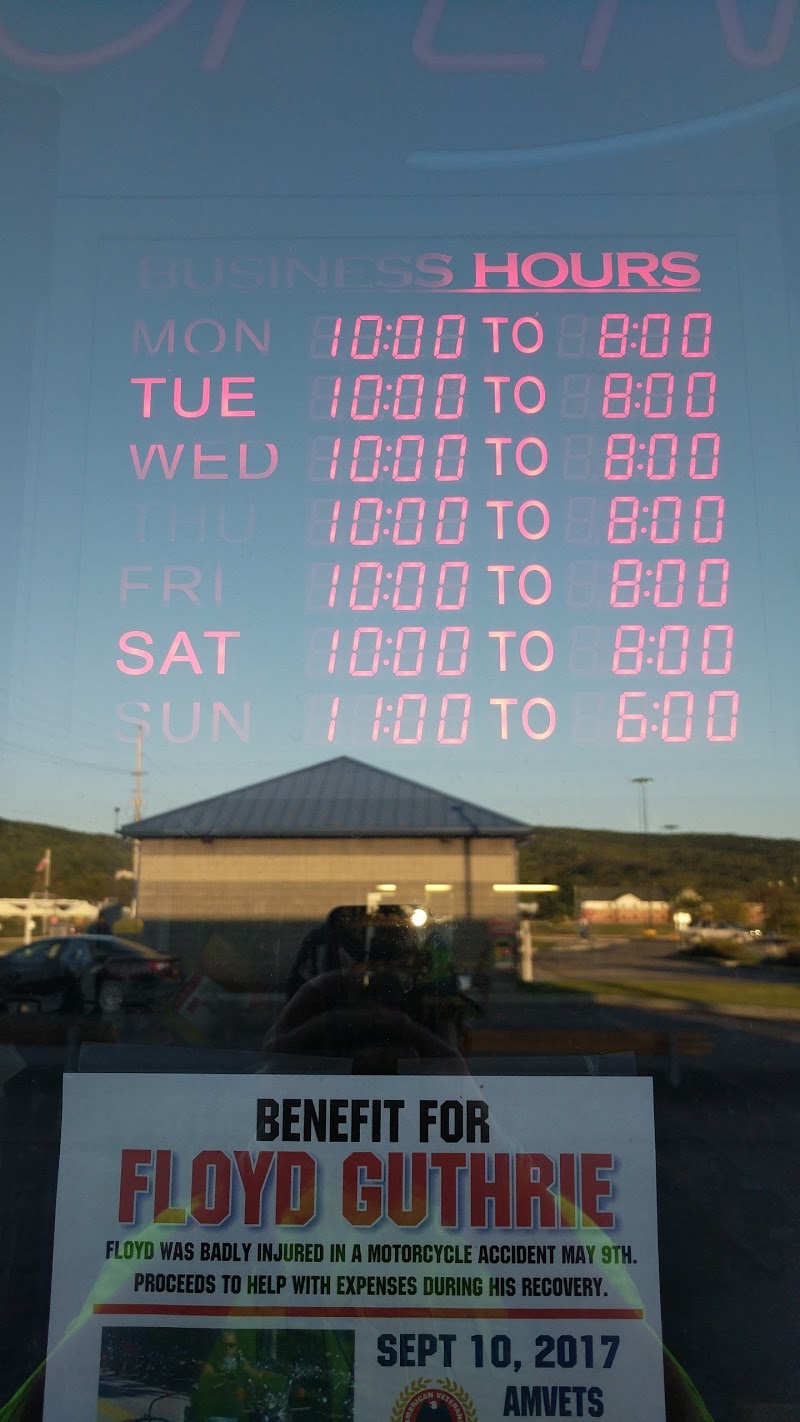 OPEN
BUSINESS HOURS
MON 10:00 TO 8:00
TUE 10:00 TO 8:00
WED 10:00 TO 8:00
THU 10:00 TO 8:00
FRI 10:00 TO 8:00
SAT 10:00 TO 8:00
SUN 11:00 TO 6:00
BENEFIT FOR
FLOYD GUTHRIE
FLOYD WAS BADLY INJURED IN A MOTORCYCLE ACCIDENT MAY 9TH.
PROCEEDS TO HELP WITH EXPENSES DURING HIS RECOVERY.
SEPT 10, 2017
AMVETS
AMERICAN VETERANS